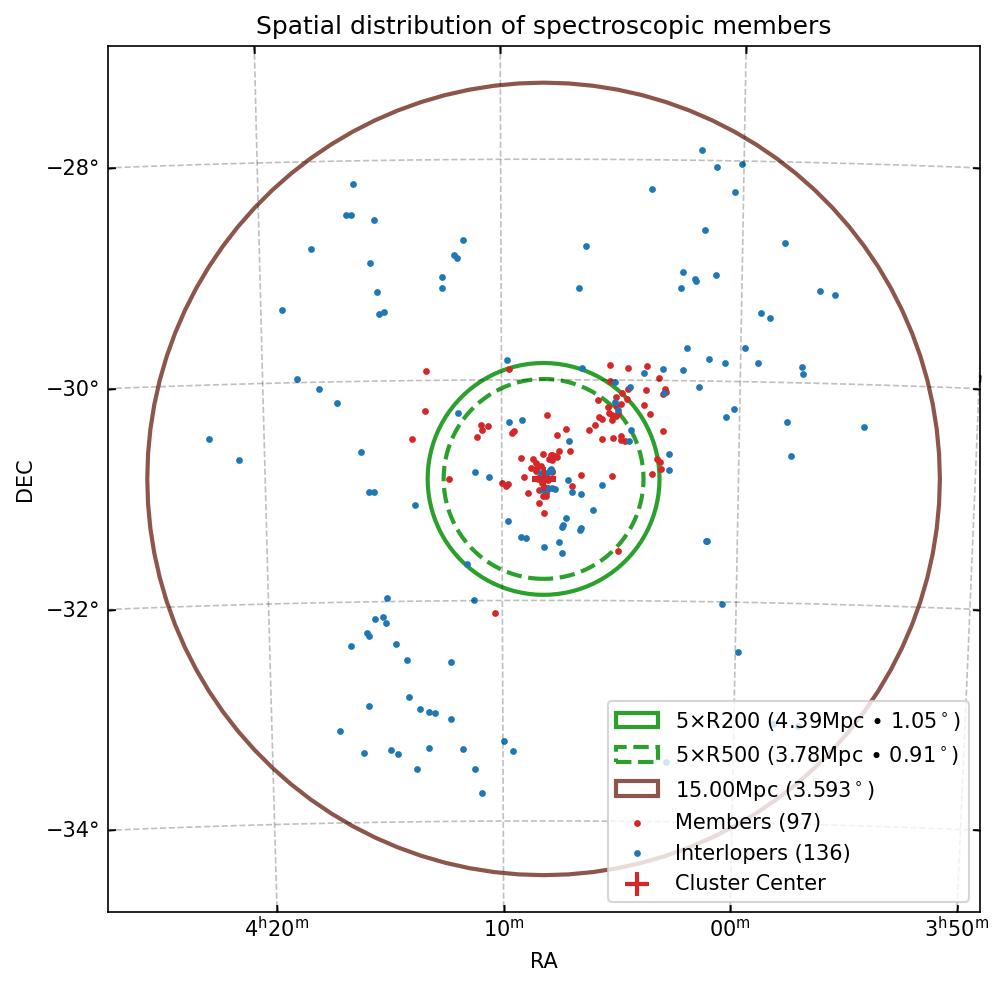 Spatial distribution of spectroscopic members
−28°
−30°
−32°
−34°
DEC
5×R200 (4.39Mpc • 1.05°)
5×R500 (3.78Mpc • 0.91°)
15.00Mpc (3.593°)
Members (97)
Interlopers (136)
Cluster Center
4ʰ20ᵐ 10ᵐ 00ᵐ 3ʰ50ᵐ
RA